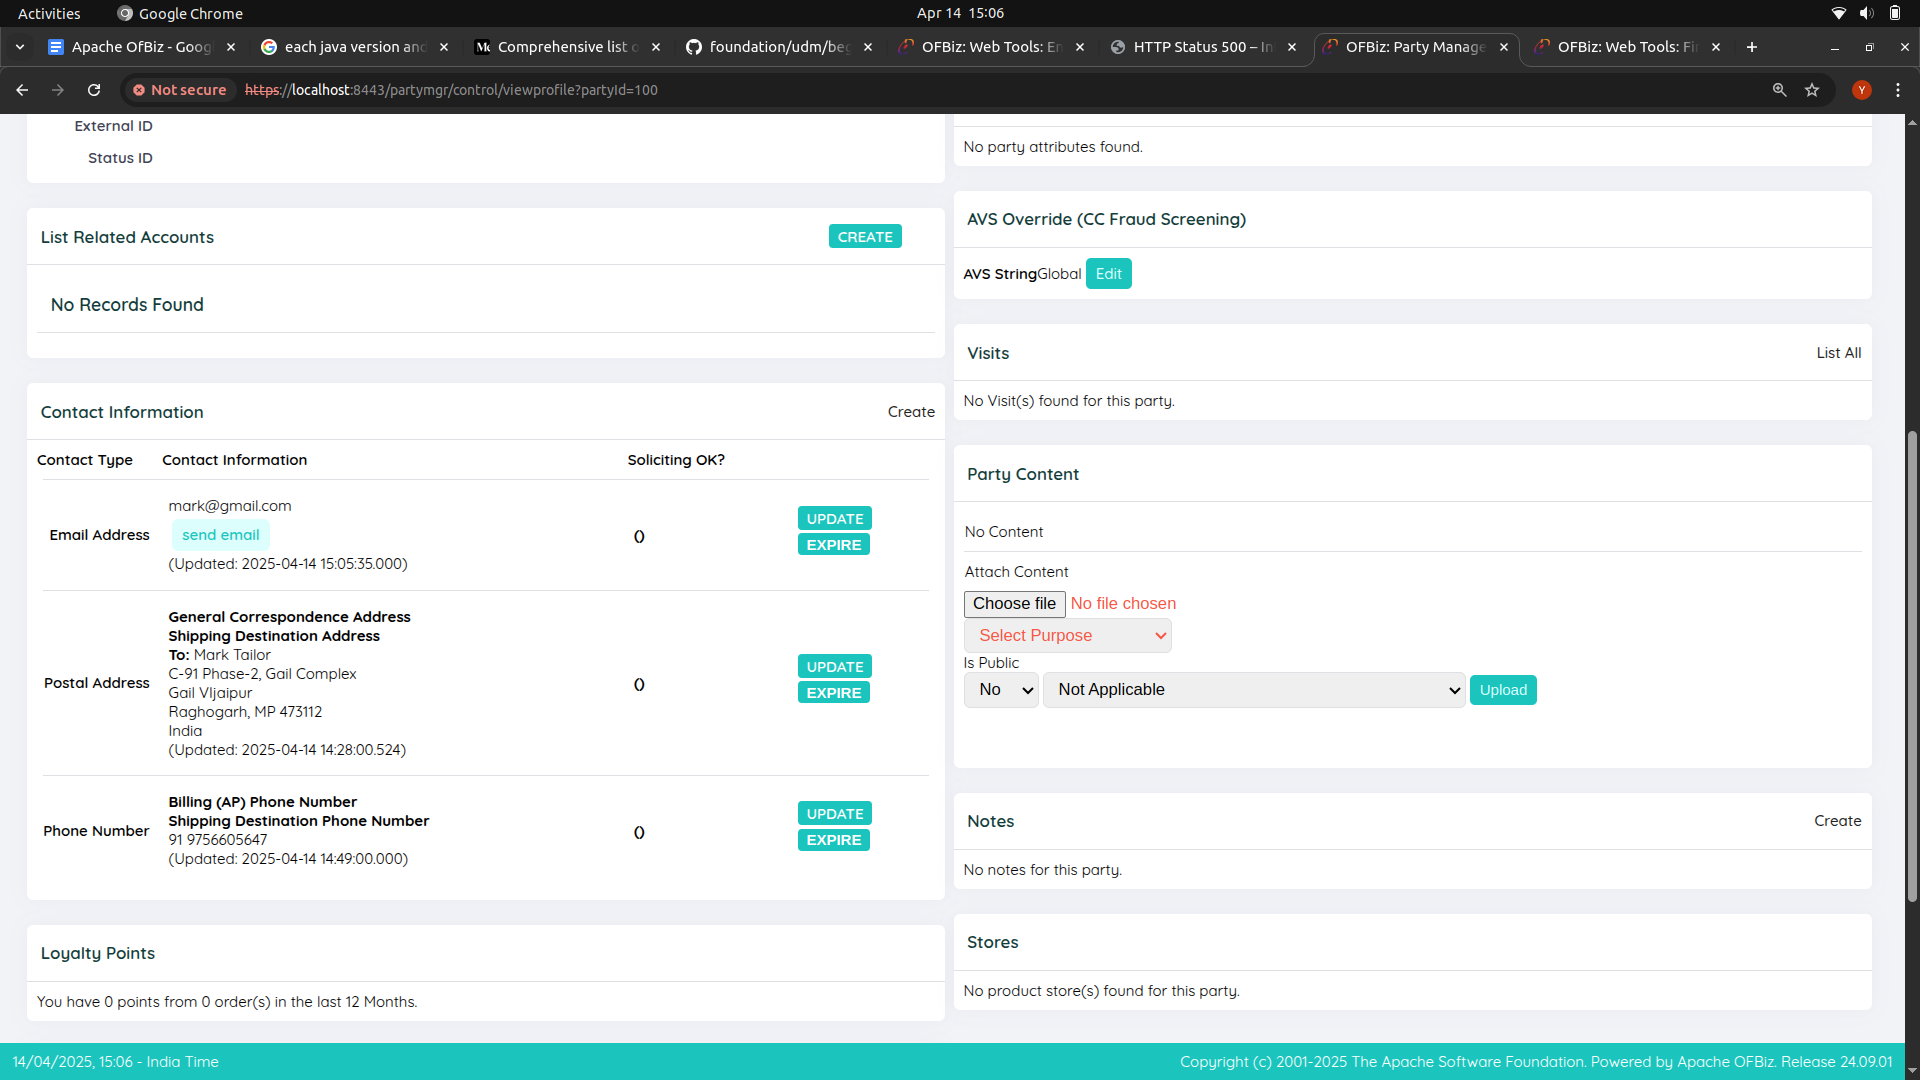 Activities
Google Chrome
Apr 14 15:06
Apache OfBiz - Goog
each java version and
Comprehensive list o
foundation/udm/beg
OFBiz: Web Tools: En
HTTP Status 500 – In
OFBiz: Party Manage
OFBiz: Web Tools: Fi
Not secure
https://localhost:8443/partymgr/control/viewprofile?partyId=100
Y
External ID
Status ID
List Related Accounts
CREATE
No Records Found
Contact Information
Create
Contact Type Contact Information Soliciting OK?
Email Address
mark@gmail.com
send email
(Updated: 2025-04-14 15:05:35.000)
()
UPDATE
EXPIRE
Postal Address
General Correspondence Address
Shipping Destination Address
To: Mark Tailor
C-91 Phase-2, Gail Complex
Gail VIjaipur
Raghogarh, MP 473112
India
(Updated: 2025-04-14 14:28:00.524)
()
UPDATE
EXPIRE
Phone Number
Billing (AP) Phone Number
Shipping Destination Phone Number
91 9756605647
(Updated: 2025-04-14 14:49:00.000)
()
UPDATE
EXPIRE
Loyalty Points
You have 0 points from 0 order(s) in the last 12 Months.
No party attributes found.
AVS Override (CC Fraud Screening)
AVS StringGlobal Edit
Visits
List All
No Visit(s) found for this party.
Party Content
No Content
Attach Content
Choose file No file chosen
Select Purpose
Is Public
No Not Applicable Upload
Notes
Create
No notes for this party.
Stores
No product store(s) found for this party.
14/04/2025, 15:06 - India Time
Copyright (c) 2001-2025 The Apache Software Foundation. Powered by Apache OFBiz. Release 24.09.01